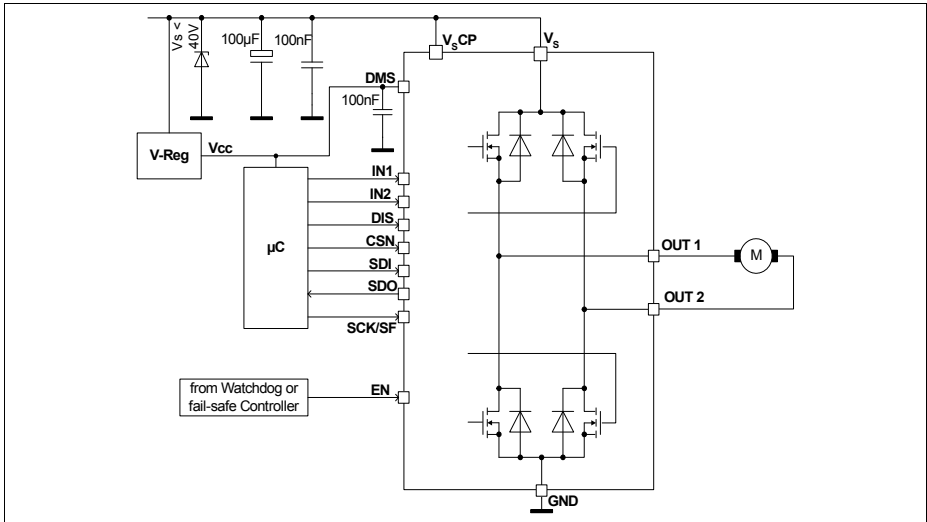 Vs <
40V
100µF
100nF
VSCP
VS
DMS
100nF
V-Reg
Vcc
IN1
IN2
DIS
µC
CSN
SDI
SDO
SCK/SF
OUT 1
M
OUT 2
from Watchdog or
fail-safe Controller
EN
GND